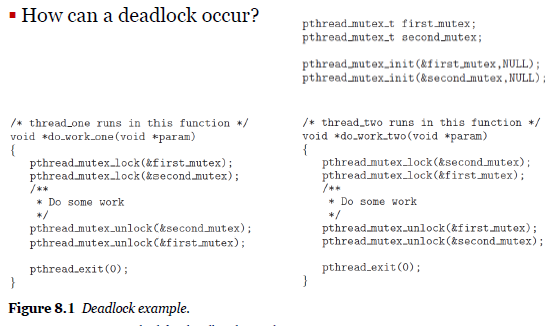 ▪ How can a deadlock occur?
pthread_mutex_t first_mutex;
pthread_mutex_t second_mutex;
pthread_mutex_init(&first_mutex,NULL);
pthread_mutex_init(&second_mutex,NULL);
/* thread_one runs in this function */
void *do_work_one(void *param)
{
pthread_mutex_lock(&first_mutex);
pthread_mutex_lock(&second_mutex);
/**
* Do some work
*/
pthread_mutex_unlock(&second_mutex);
pthread_mutex_unlock(&first_mutex);
pthread_exit(0);
}
/* thread_two runs in this function */
void *do_work_two(void *param)
{
pthread_mutex_lock(&second_mutex);
pthread_mutex_lock(&first_mutex);
/**
* Do some work
*/
pthread_mutex_unlock(&first_mutex);
pthread_mutex_unlock(&second_mutex);
pthread_exit(0);
}
Figure 8.1 Deadlock example.